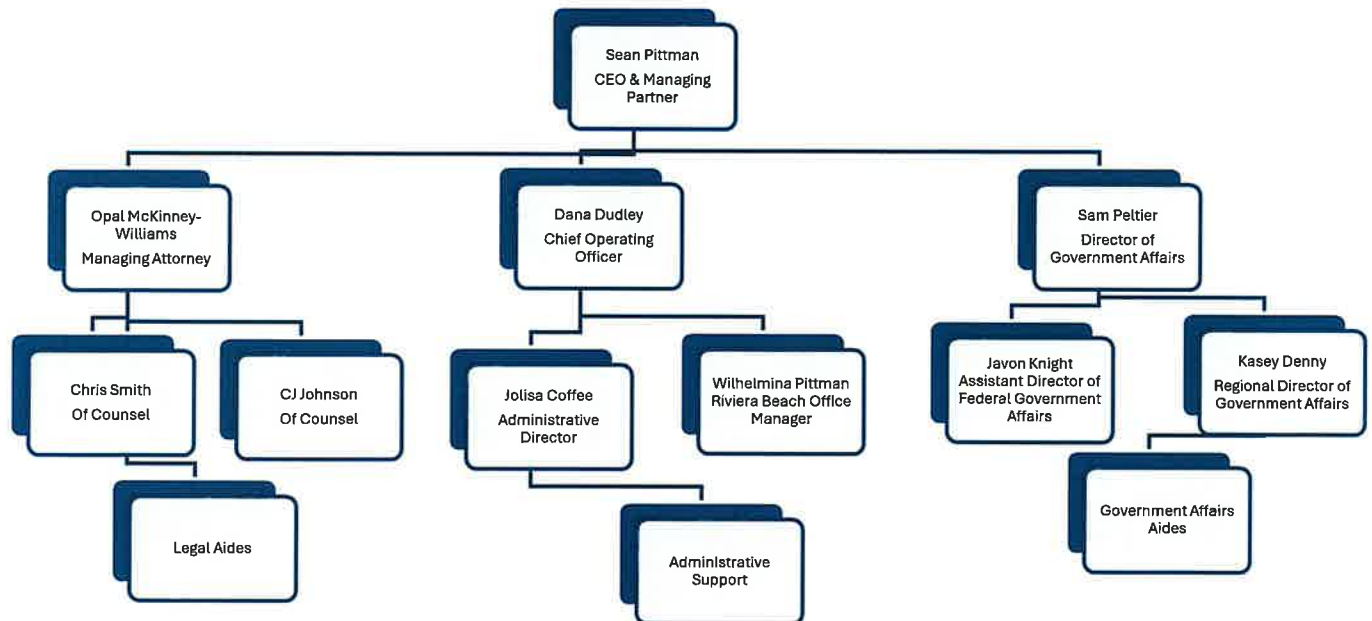 Sean Pittman
CEO & Managing
Partner
Opal McKinney-
Williams
Managing Attorney
Dana Dudley
Chief Operating
Officer
Sam Peltier
Director of
Government Affairs
Chris Smith
Of Counsel
CJ Johnson
Of Counsel
Jolisa Coffee
Administrative
Director
Wilhelmina Pittman
Riviera Beach Office
Manager
Javon Knight
Assistant Director of
Federal Government
Affairs
Kasey Denny
Regional Director of
Government Affairs
Legal Aides
Administrative
Support
Government Affairs
Aides